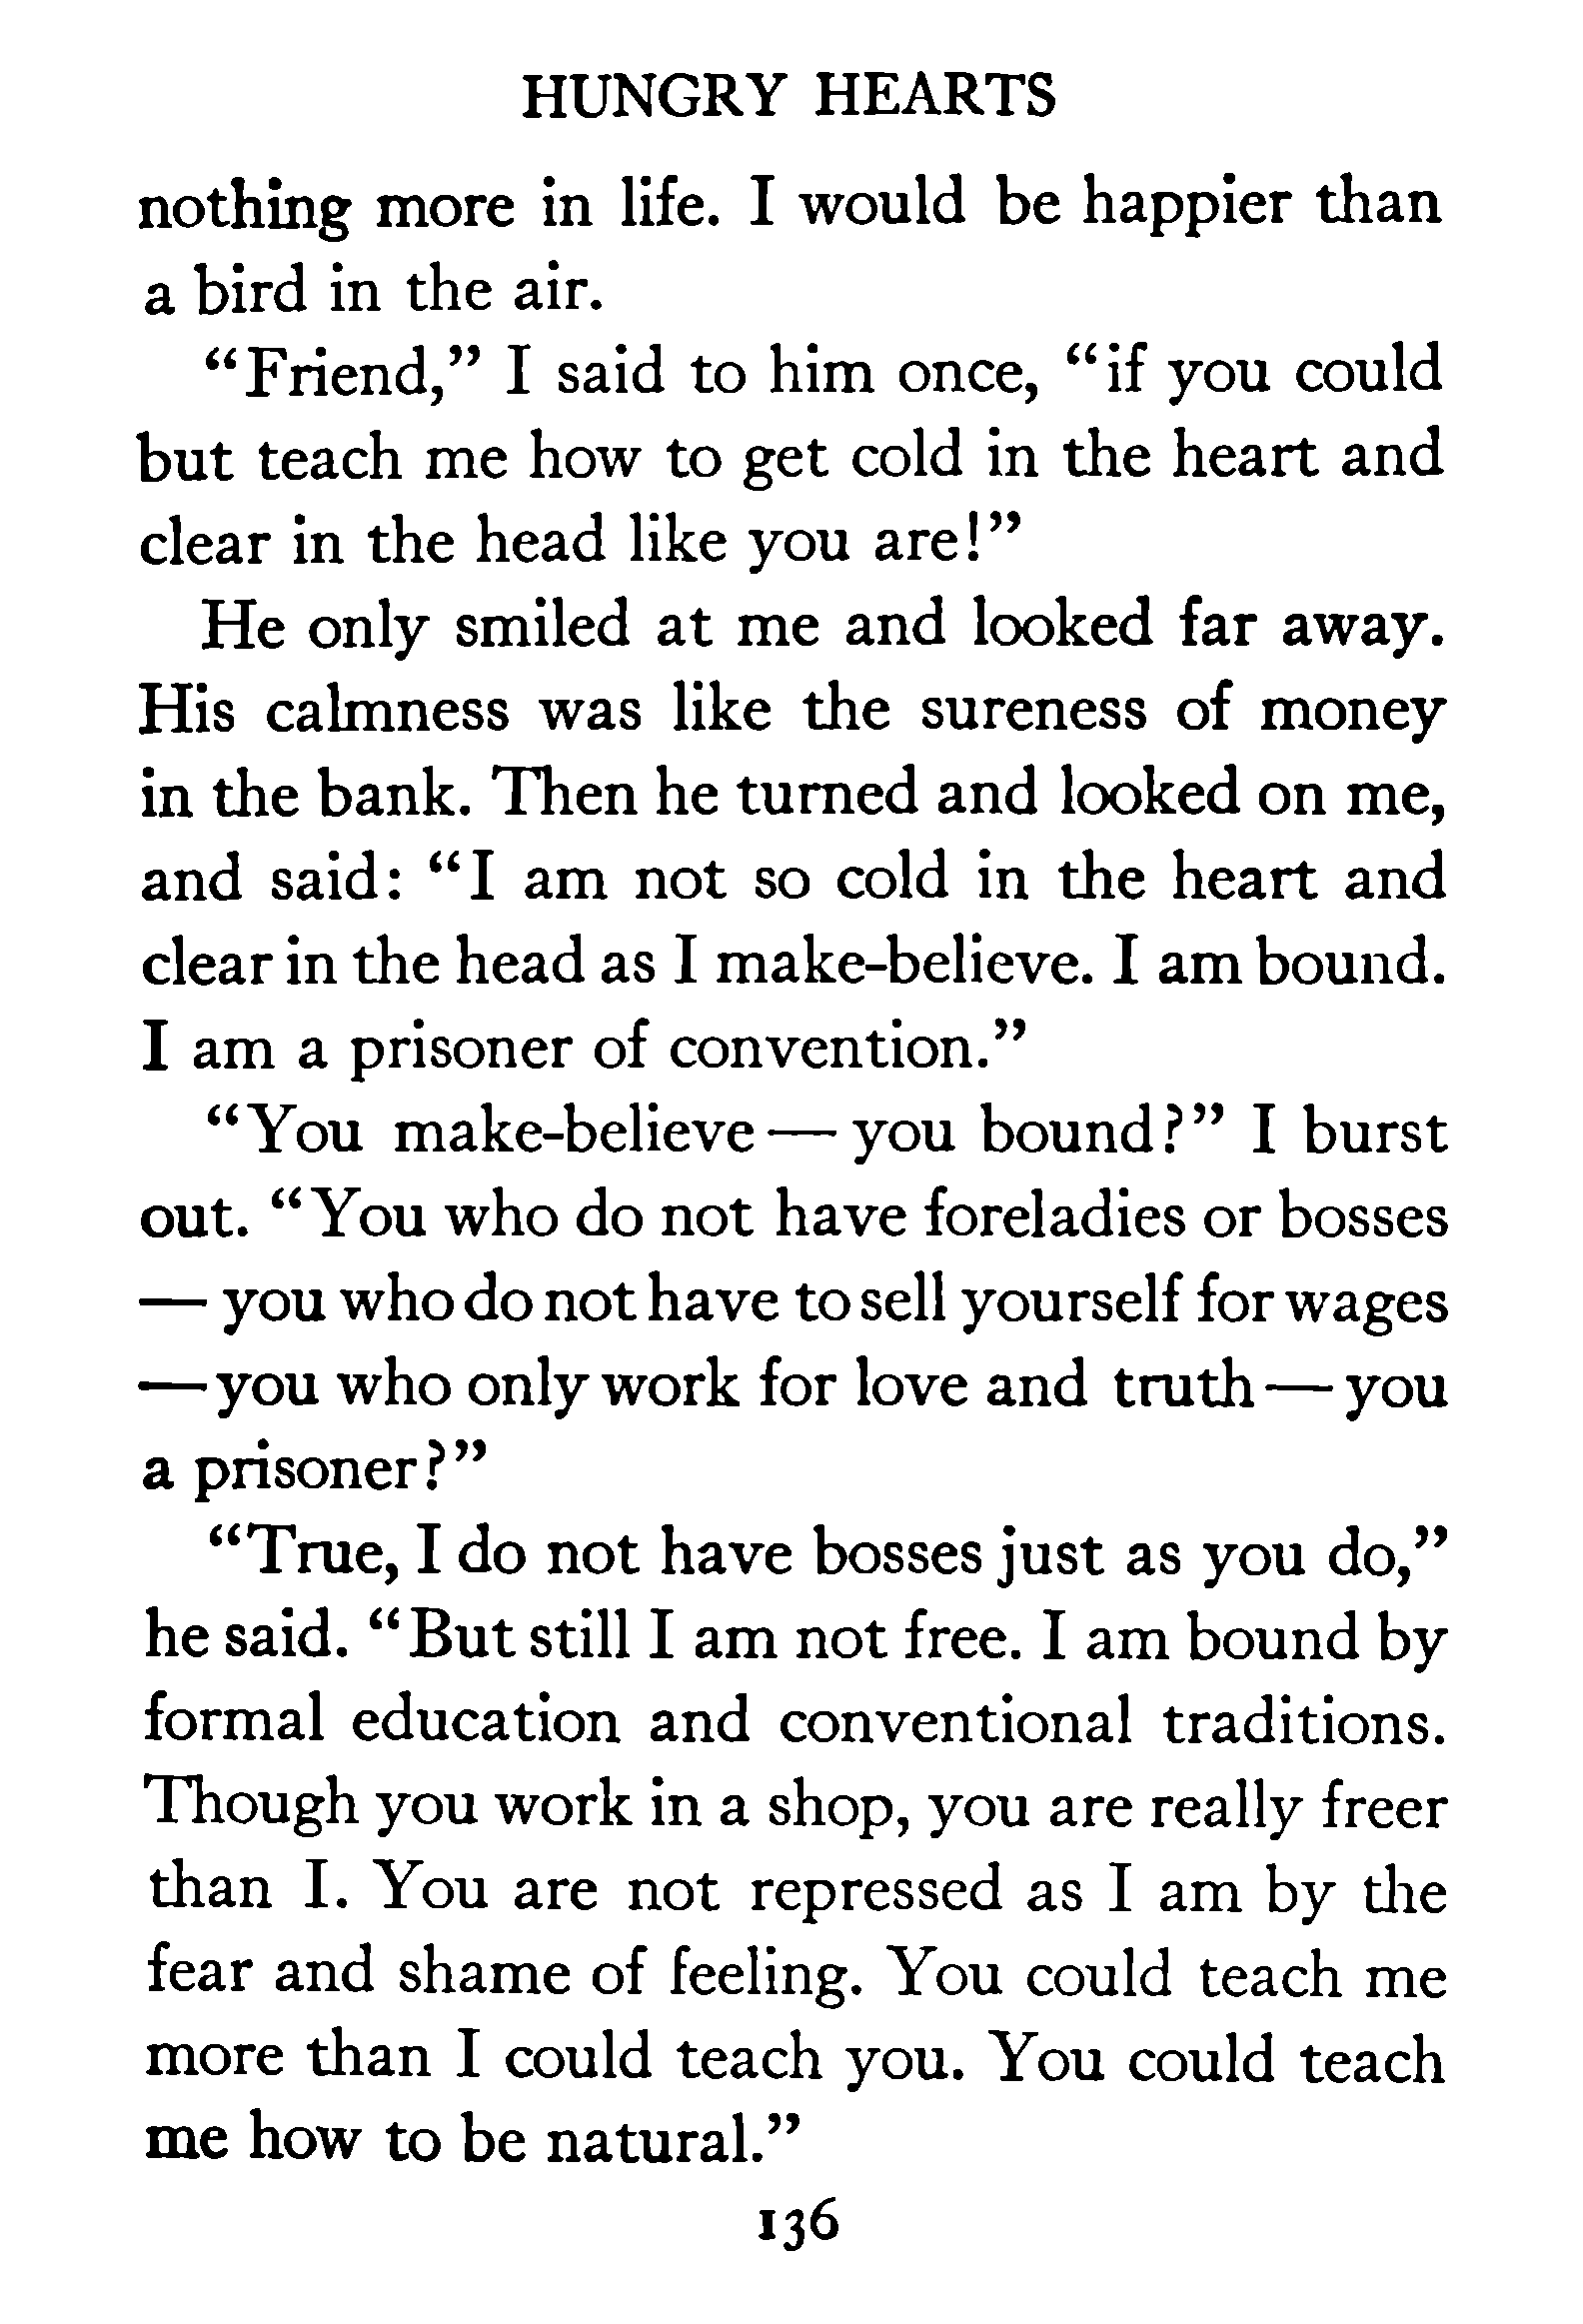 HUNGRY HEARTS
nothing more in life. I would be happier than
a bird in the air.
“Friend,” I said to him once, “if you could
but teach me how to get cold in the heart and
clear in the head like you are!”
He only smiled at me and looked far away.
His calmness was like the sureness of money
in the bank. Then he turned and looked on me,
and said: “I am not so cold in the heart and
clear in the head as I make-believe. I am bound.
I am a prisoner of convention.”
“You make-believe — you bound?” I burst
out. “You who do not have foreladies or bosses
— you who do not have to sell yourself for wages
— you who only work for love and truth — you
a prisoner?”
“True, I do not have bosses just as you do,”
he said. “But still I am not free. I am bound by
formal education and conventional traditions.
Though you work in a shop, you are really freer
than I. You are not repressed as I am by the
fear and shame of feeling. You could teach me
more than I could teach you. You could teach
me how to be natural.”
136